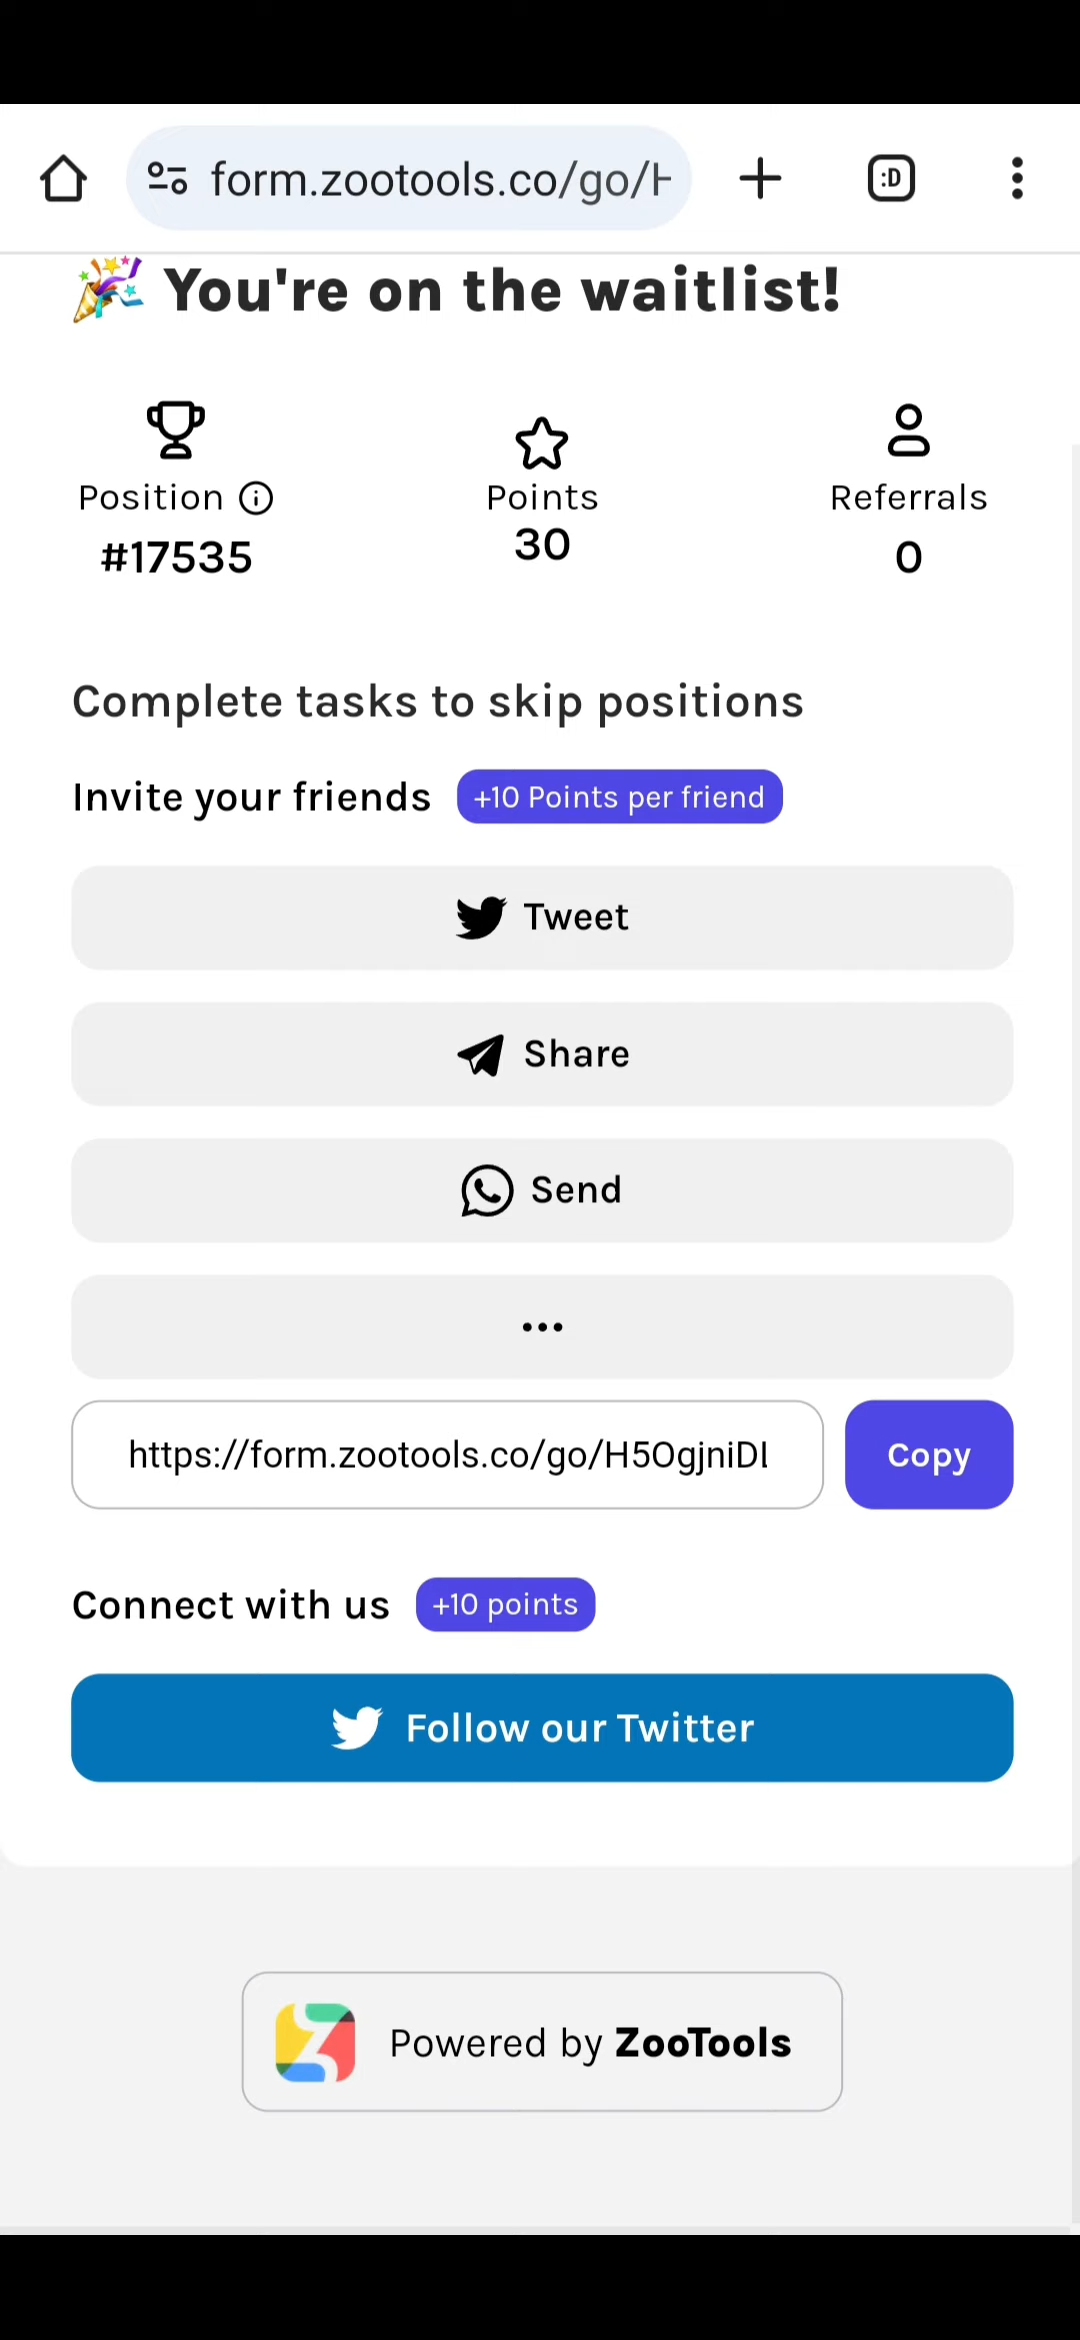 form.zootools.co/go/H
:D
You're on the waitlist!
Position
#17535
Points
30
Referrals
0
Complete tasks to skip positions
Invite your friends +10 Points per friend
Tweet
Share
Send
...
https://form.zootools.co/go/H5OgjniDl
Copy
Connect with us +10 points
Follow our Twitter
Powered by ZooTools